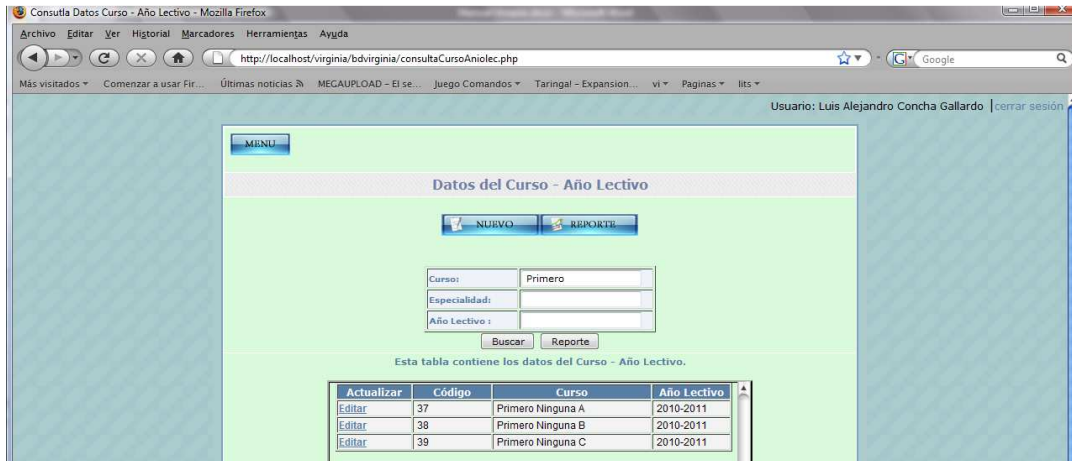 Consutla Datos Curso - Año Lectivo - Mozilla Firefox
Archivo Editar Ver Historial Marcadores Herramientas Ayuda
http://localhost/virginia/bdvirginia/consultaCursoAniolec.php
Google
Más visitados Comenzar a usar Fir... Últimas noticias MEGAUPLOAD - El se... Juego Comandos Taringa! - Expansion... vi Paginas lits
Usuario: Luis Alejandro Concha Gallardo |cerrar sesión
MENU
Datos del Curso - Año Lectivo
NUEVO REPORTE
Curso: Primero
Especialidad:
Año Lectivo :
Buscar Reporte
Esta tabla contiene los datos del Curso - Año Lectivo.
Actualizar Código Curso Año Lectivo
Editar 37 Primero Ninguna A 2010-2011
Editar 38 Primero Ninguna B 2010-2011
Editar 39 Primero Ninguna C 2010-2011